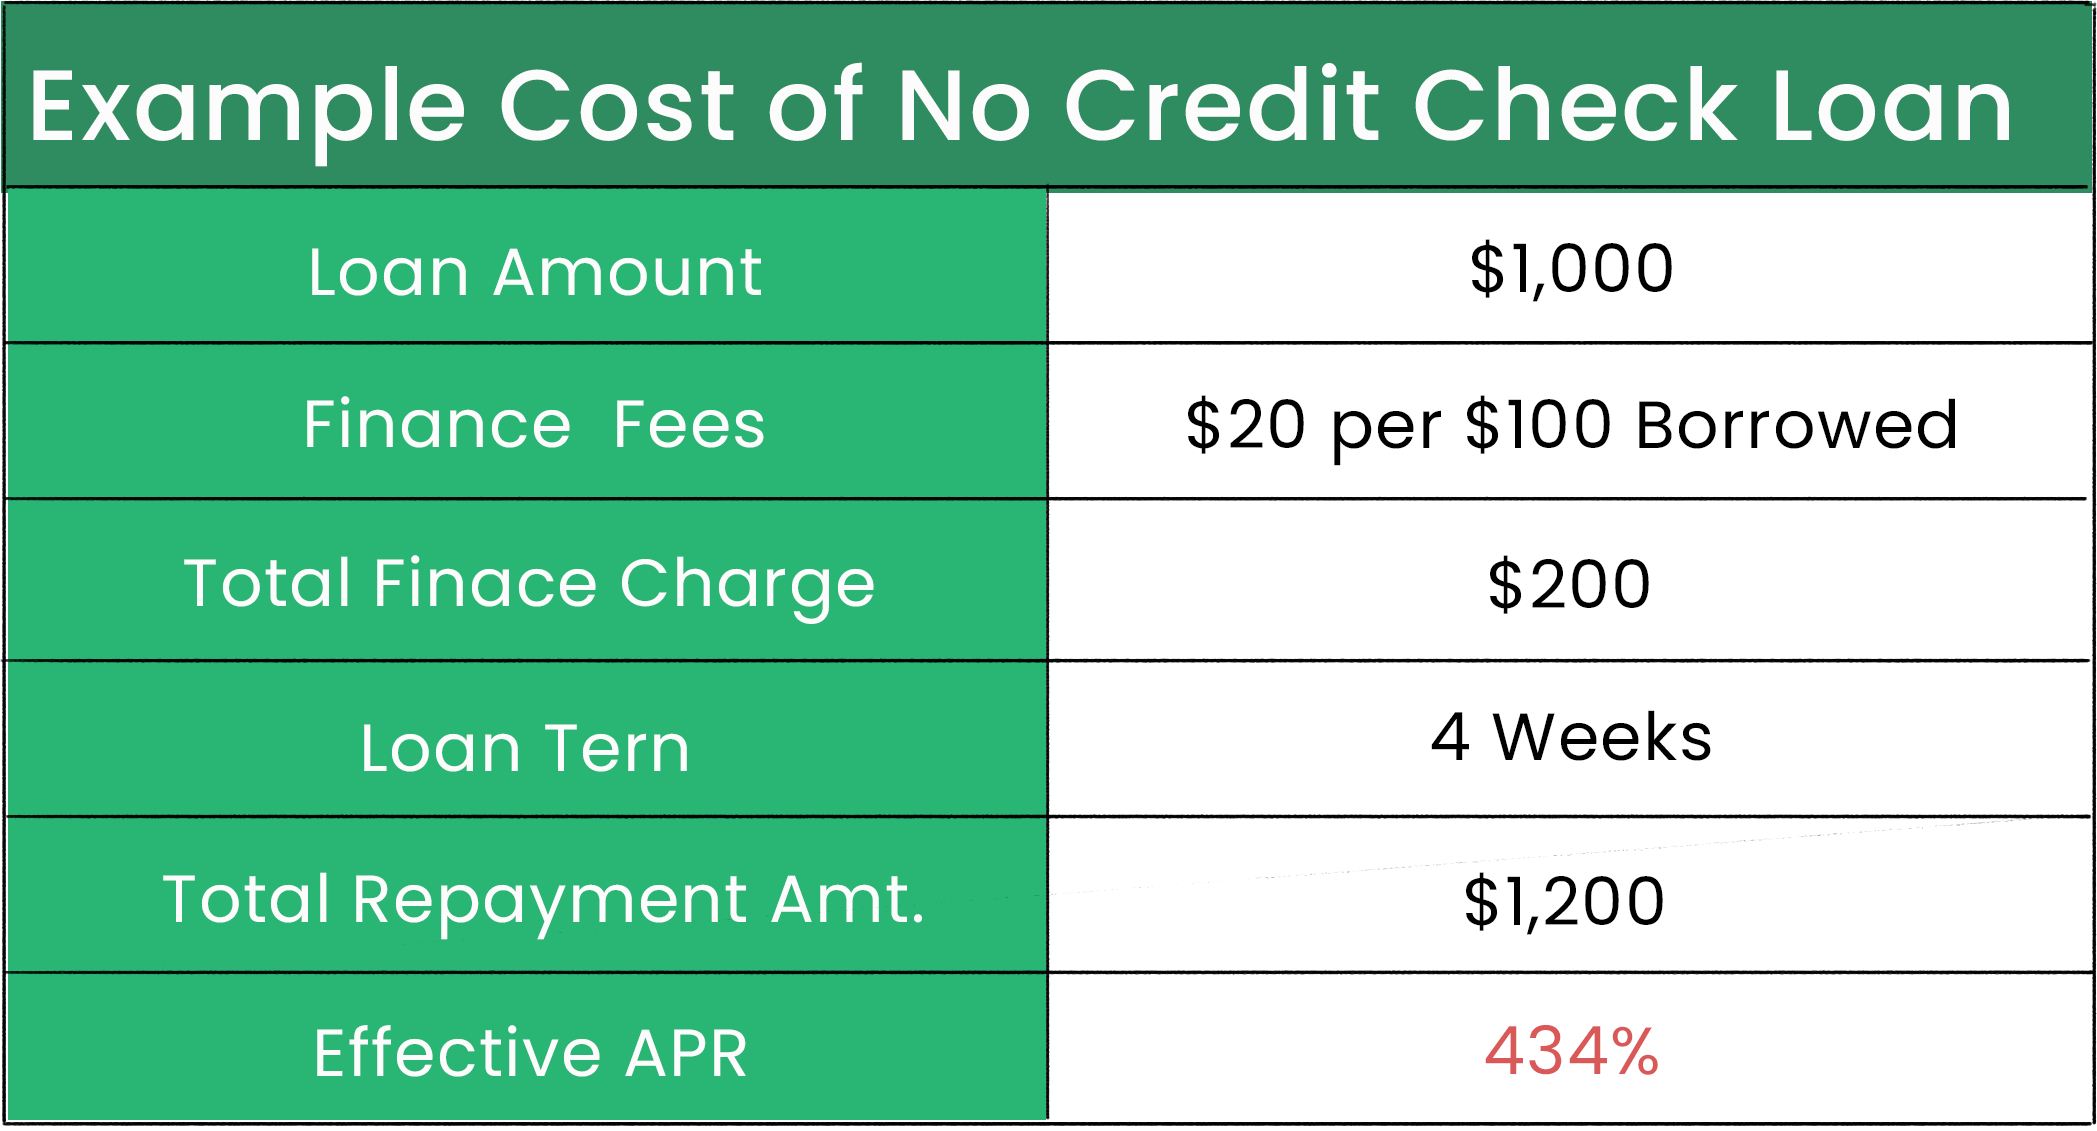 Example Cost of No Credit Check Loan
Loan Amount $1,000
Finance  Fees $20 per $100 Borrowed
Total Finace Charge $200
Loan Tern 4 Weeks
Total Repayment Amt. $1,200
Effective APR 434%